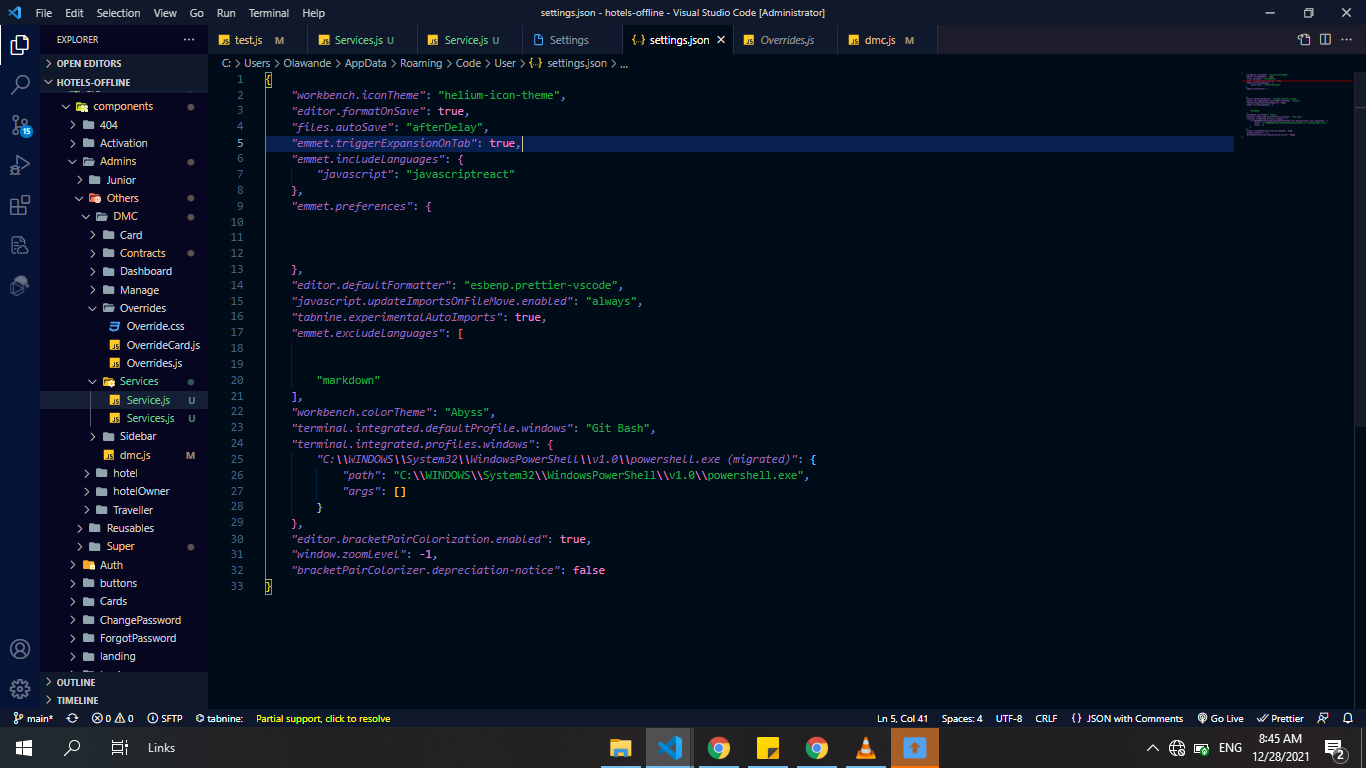 File Edit Selection View Go Run Terminal Help
settings.json - hotels-offline - Visual Studio Code [Administrator]
EXPLORER
test.js M
Services.js U
Service.js U
Settings
settings.json
Overrides.js
dmc.js M
C: > Users > Olawande > AppData > Roaming > Code > User > {··} settings.json > ...
OPEN EDITORS
HOTELS-OFFLINE
components
404
Activation
Admins
Junior
Others
DMC
Card
Contracts
Dashboard
Manage
Overrides
Override.css
OverrideCard.js
Overrides.js
Services
Service.js U
Services.js U
Sidebar
dmc.js M
hotel
hotelOwner
Traveller
Reusables
Super
Auth
buttons
Cards
ChangePassword
ForgotPassword
landing
OUTLINE
TIMELINE
15
1 {
2 "workbench.iconTheme": "helium-icon-theme",
3 "editor.formatOnSave": true,
4 "files.autoSave": "afterDelay",
5 "emmet.triggerExpansionOnTab": true,
6 "emmet.includeLanguages": {
7 "javascript": "javascriptreact"
8 },
9 "emmet.preferences": {
10
11
12
13 },
14 "editor.defaultFormatter": "esbenp.prettier-vscode",
15 "javascript.updateImportsOnFileMove.enabled": "always",
16 "tabnine.experimentalAutoImports": true,
17 "emmet.excludeLanguages": [
18
19
20 "markdown"
21 ],
22 "workbench.colorTheme": "Abyss",
23 "terminal.integrated.defaultProfile.windows": "Git Bash",
24 "terminal.integrated.profiles.windows": {
25 "C:\\WINDOWS\\System32\\WindowsPowerShell\\v1.0\\powershell.exe (migrated)": {
26 "path": "C:\\WINDOWS\\System32\\WindowsPowerShell\\v1.0\\powershell.exe",
27 "args": []
28 }
29 },
30 "editor.bracketPairColorization.enabled": true,
31 "window.zoomLevel": -1,
32 "bracketPairColorizer.depreciation-notice": false
33 }
main* 0 0 SFTP tabnine: Partial support, click to resolve
Ln 5, Col 41 Spaces: 4 UTF-8 CRLF {} JSON with Comments Go Live Prettier
Links
ENG
8:45 AM
12/28/2021
2